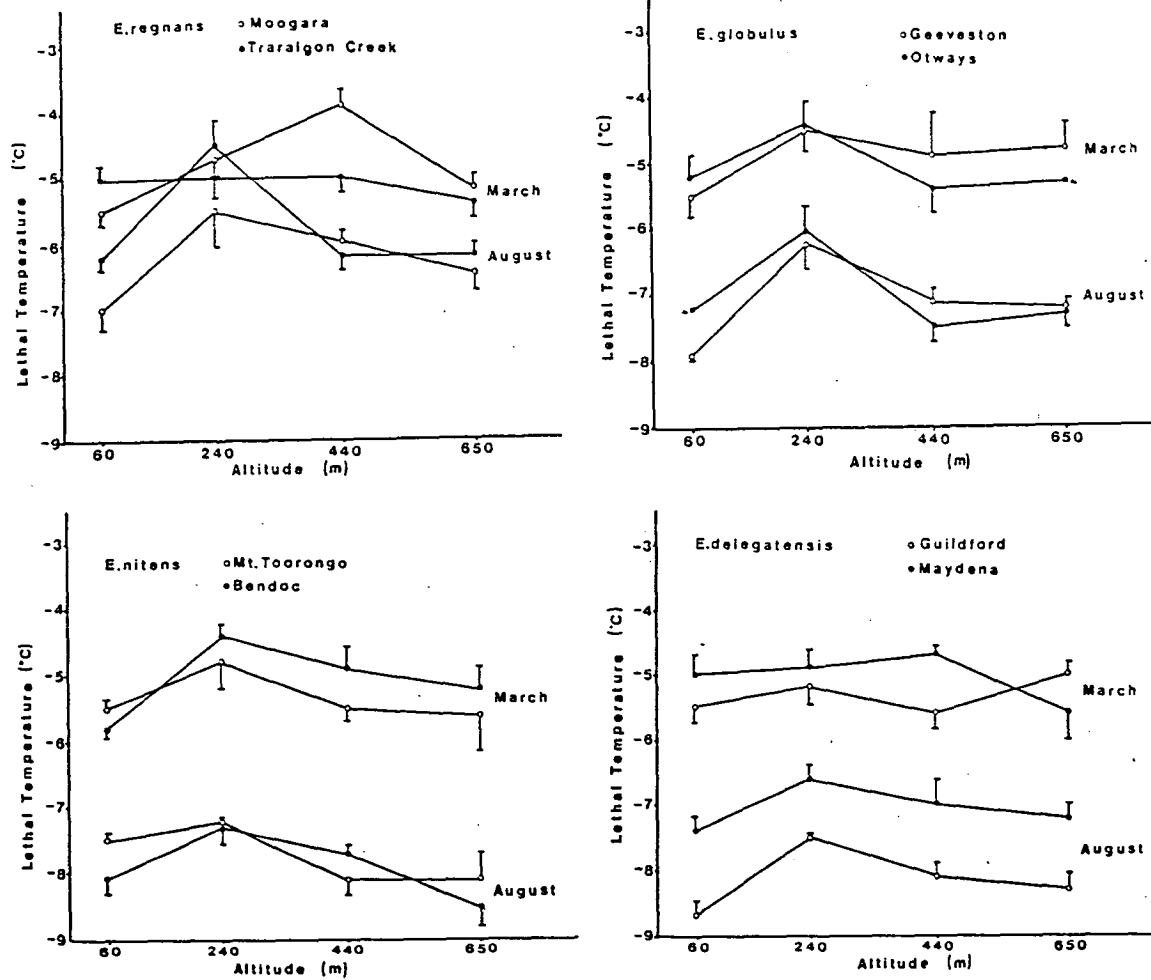 E.regnans ○ Moogara
● Traralgon Creek
Lethal Temperature (°C)
-3
-4
-5
-6
-7
-8
-9
March
August
60 240 440 650
Altitude (m)
E.globulus ○ Geeveston
● Otways
Lethal Temperature (°C)
-3
-4
-5
-6
-7
-8
-9
March
August
60 240 440 650
Altitude (m)
E.nitens ○ Mt.Toorongo
● Bendoc
Lethal Temperature (°C)
-3
-4
-5
-6
-7
-8
-9
March
August
60 240 440 650
Altitude (m)
E.delegatensis ○ Guildford
● Maydena
Lethal Temperature (°C)
-3
-4
-5
-6
-7
-8
-9
March
August
60 240 440 650
Altitude (m)